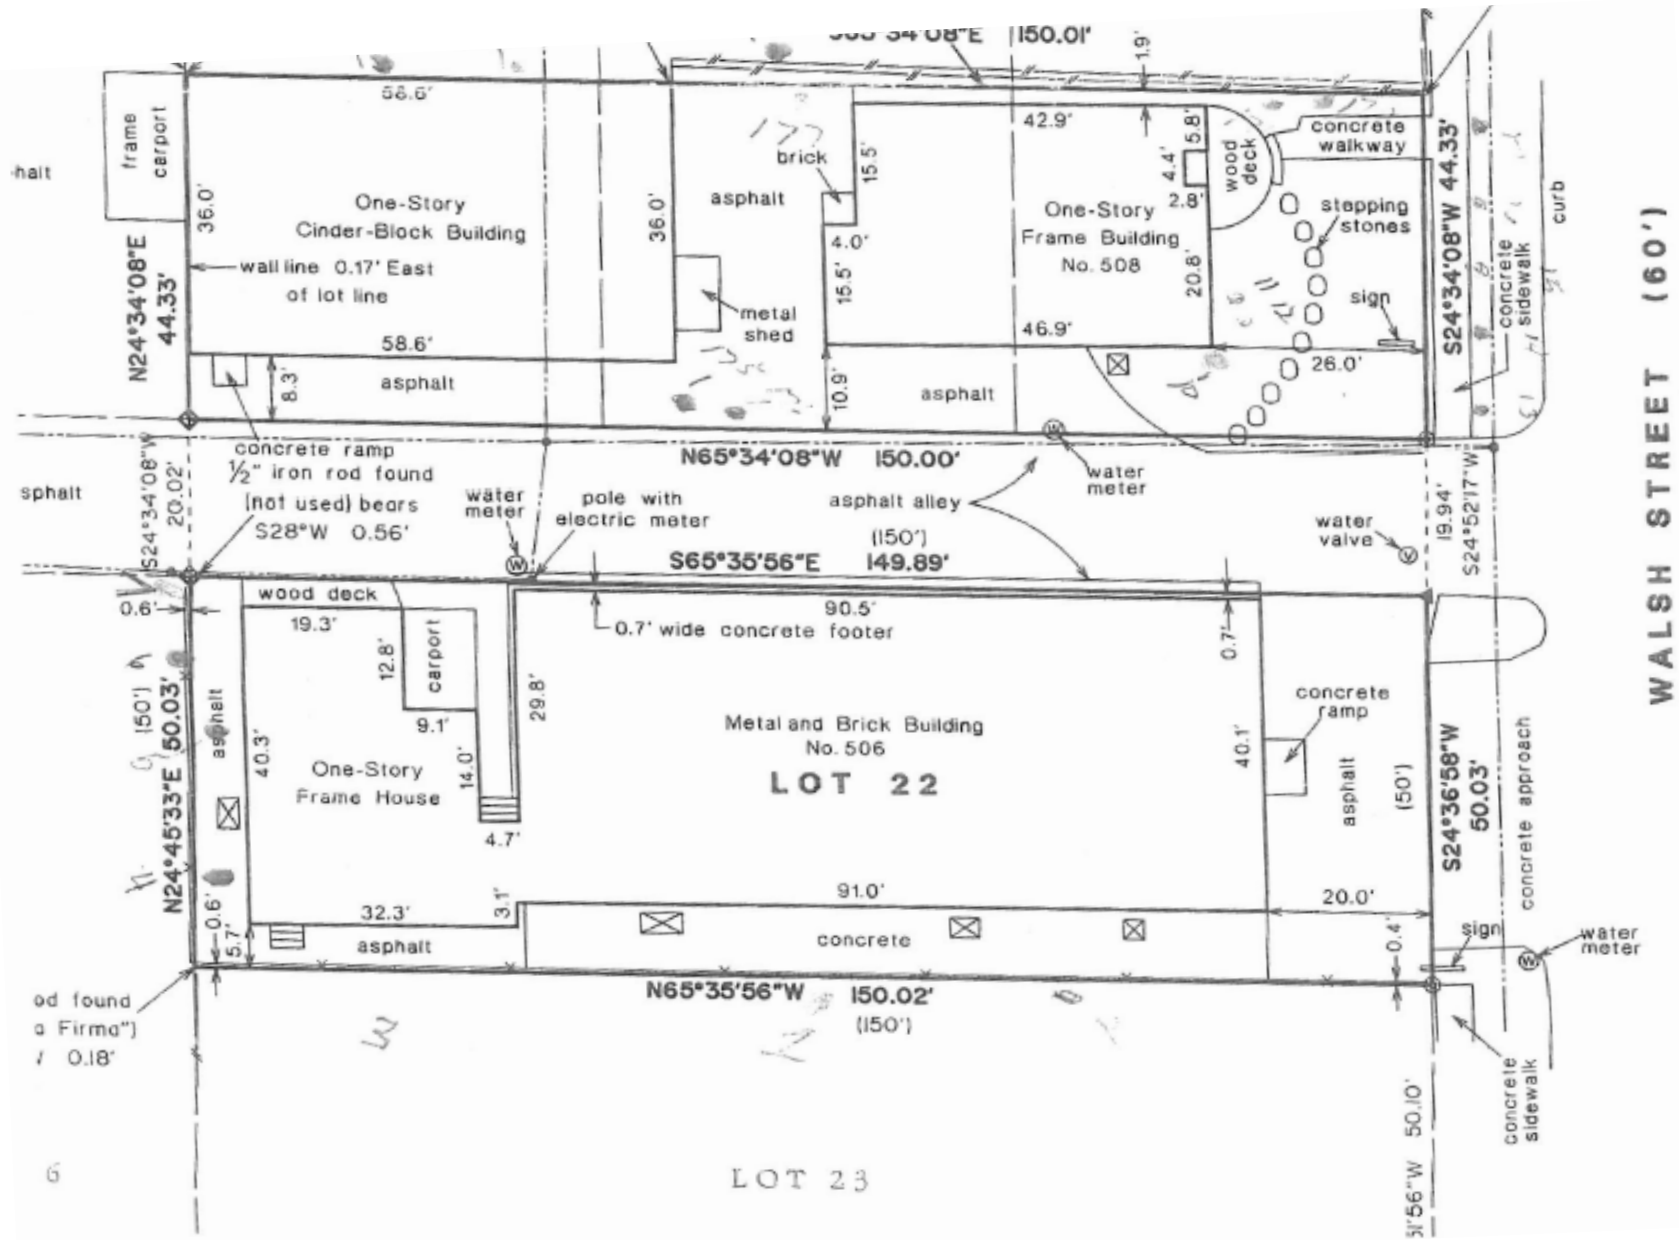 150.01'
1.9'
58.6'
frame
carport
36.0'
One-Story
Cinder-Block Building
wall line 0.17' East
of lot line
58.6'
36.0'
N24°34'08"E
44.33'
asphalt
brick
15.5'
4.0'
15.5'
metal
shed
42.9'
5.8'
4.4'
2.8'
20.8'
One-Story
Frame Building
No. 508
46.9'
wood
deck
concrete
walkway
stepping
stones
sign
26.0'
S24°34'08"W 44.33'
concrete
sidewalk
curb
WALSH STREET (60')
8.3'
asphalt
10.9'
asphalt
concrete ramp
1/2" iron rod found
(not used) bears
S28°W 0.56'
S24°34'08"W
20.02'
N65°34'08"W 150.00'
water
meter
water
meter
pole with
electric meter
asphalt alley
(150')
S65°35'56"E 149.89'
water
valve
19.94'
S24°52'17"W
0.6'
wood deck
19.3'
12.8'
carport
9.1'
14.0'
4.7'
29.8'
90.5'
0.7' wide concrete footer
0.7'
N24°45'33"E 50.03'
asphalt
40.3'
One-Story
Frame House
Metal and Brick Building
No. 506
LOT 22
40.1'
concrete
ramp
asphalt
(50')
S24°36'58"W
50.03'
concrete approach
0.6'
5.7'
32.3'
3.1'
91.0'
20.0'
asphalt
concrete
0.4'
sign
water
meter
N65°35'56"W 150.02'
(150')
od found
a Firma")
0.18'
concrete
sidewalk
56"W 50.10'
6
LOT 23